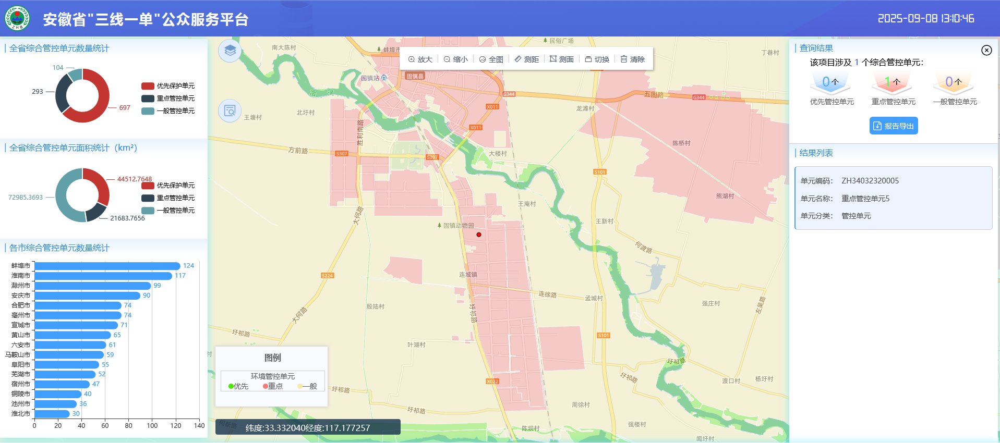 安徽省"三线一单"公众服务平台
2025-09-08 13:10:46
ZHB
全省综合管控单元数量统计
104
293
697
优先保护单元
重点管控单元
一般管控单元
全省综合管控单元面积统计（km²）
44512.7648
72985.3693
21683.7656
优先保护单元
重点管控单元
一般管控单元
各市综合管控单元数量统计
蚌埠市 124
淮南市 117
滁州市 99
安庆市 90
合肥市 74
亳州市 74
宣城市 71
黄山市 65
六安市 61
马鞍山市 59
阜阳市 55
芜湖市 52
宿州市 47
铜陵市 40
池州市 36
淮北市 30
0 20 40 60 80 100 120 140
放大 缩小 全图 测距 测面 切换 清除
民俗广场
南大陈村
蚌埠市
丁巷村
固镇站
固镇县
G344
五固路
G344
浍 河
X011
龙滩村
北圩村
王塘村
胜利南路
X011
陈桥村
方前路
S307
S307
大楼村
S101
熊湖村
王庵村
大何路
固镇动物园
王新村
何渡路
S224
连城镇
连徐路
孟城村
强庄村
左吴路
殷陆村
大何路
圩祁路
圩祁路
S101
叶湖村
村
圩祁路
圩祁路
渡口村
杨圩村
X022
圩祁路
周徐村
圩祁路
强楼村
何新路
陈坝村
闻圩村
图例
环境管控单元
优先 重点 一般
纬度:33.332040经度:117.177257
查询结果
该项目涉及 1 个综合管控单元：
0个 1个 0个
优先管控单元 重点管控单元 一般管控单元
报告导出
结果列表
单元编码： ZH34032320005
单元名称： 重点管控单元5
单元分类： 管控单元